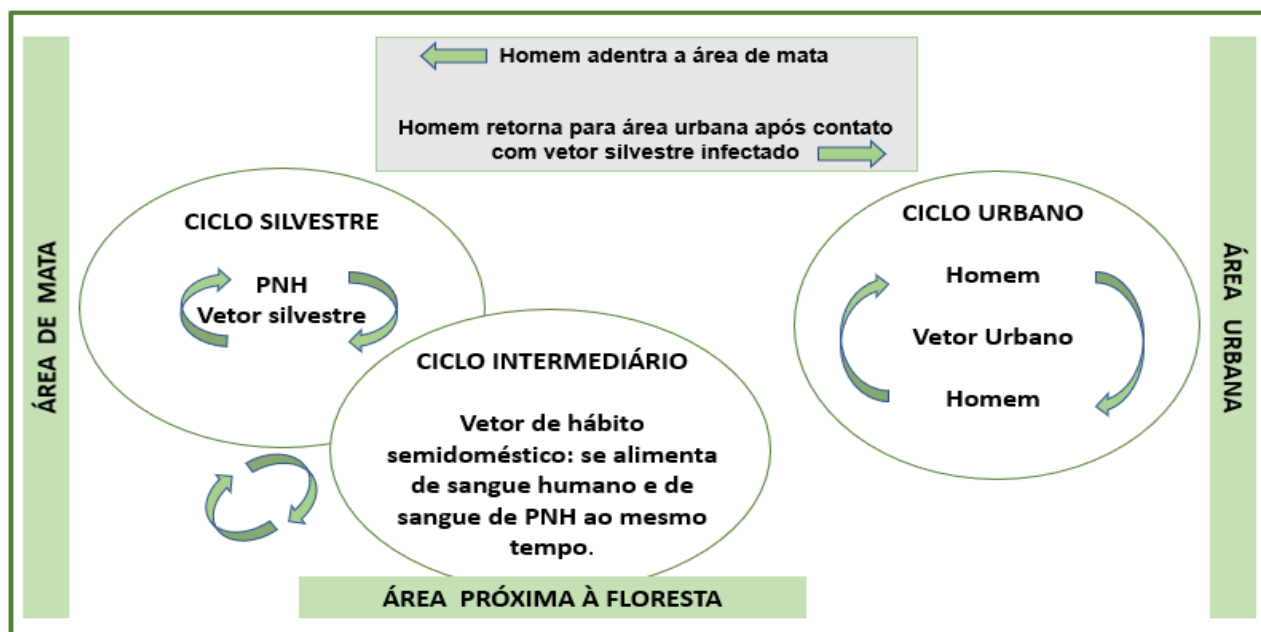 Homem adentra a área de mata
Homem retorna para área urbana após contato
com vetor silvestre infectado
ÁREA DE MATA
CICLO SILVESTRE
PNH
Vetor silvestre
CICLO INTERMEDIÁRIO
Vetor de hábito
semidoméstico: se alimenta
de sangue humano e de
sangue de PNH ao mesmo
tempo.
ÁREA PRÓXIMA À FLORESTA
CICLO URBANO
Homem
Vetor Urbano
Homem
ÁREA URBANA